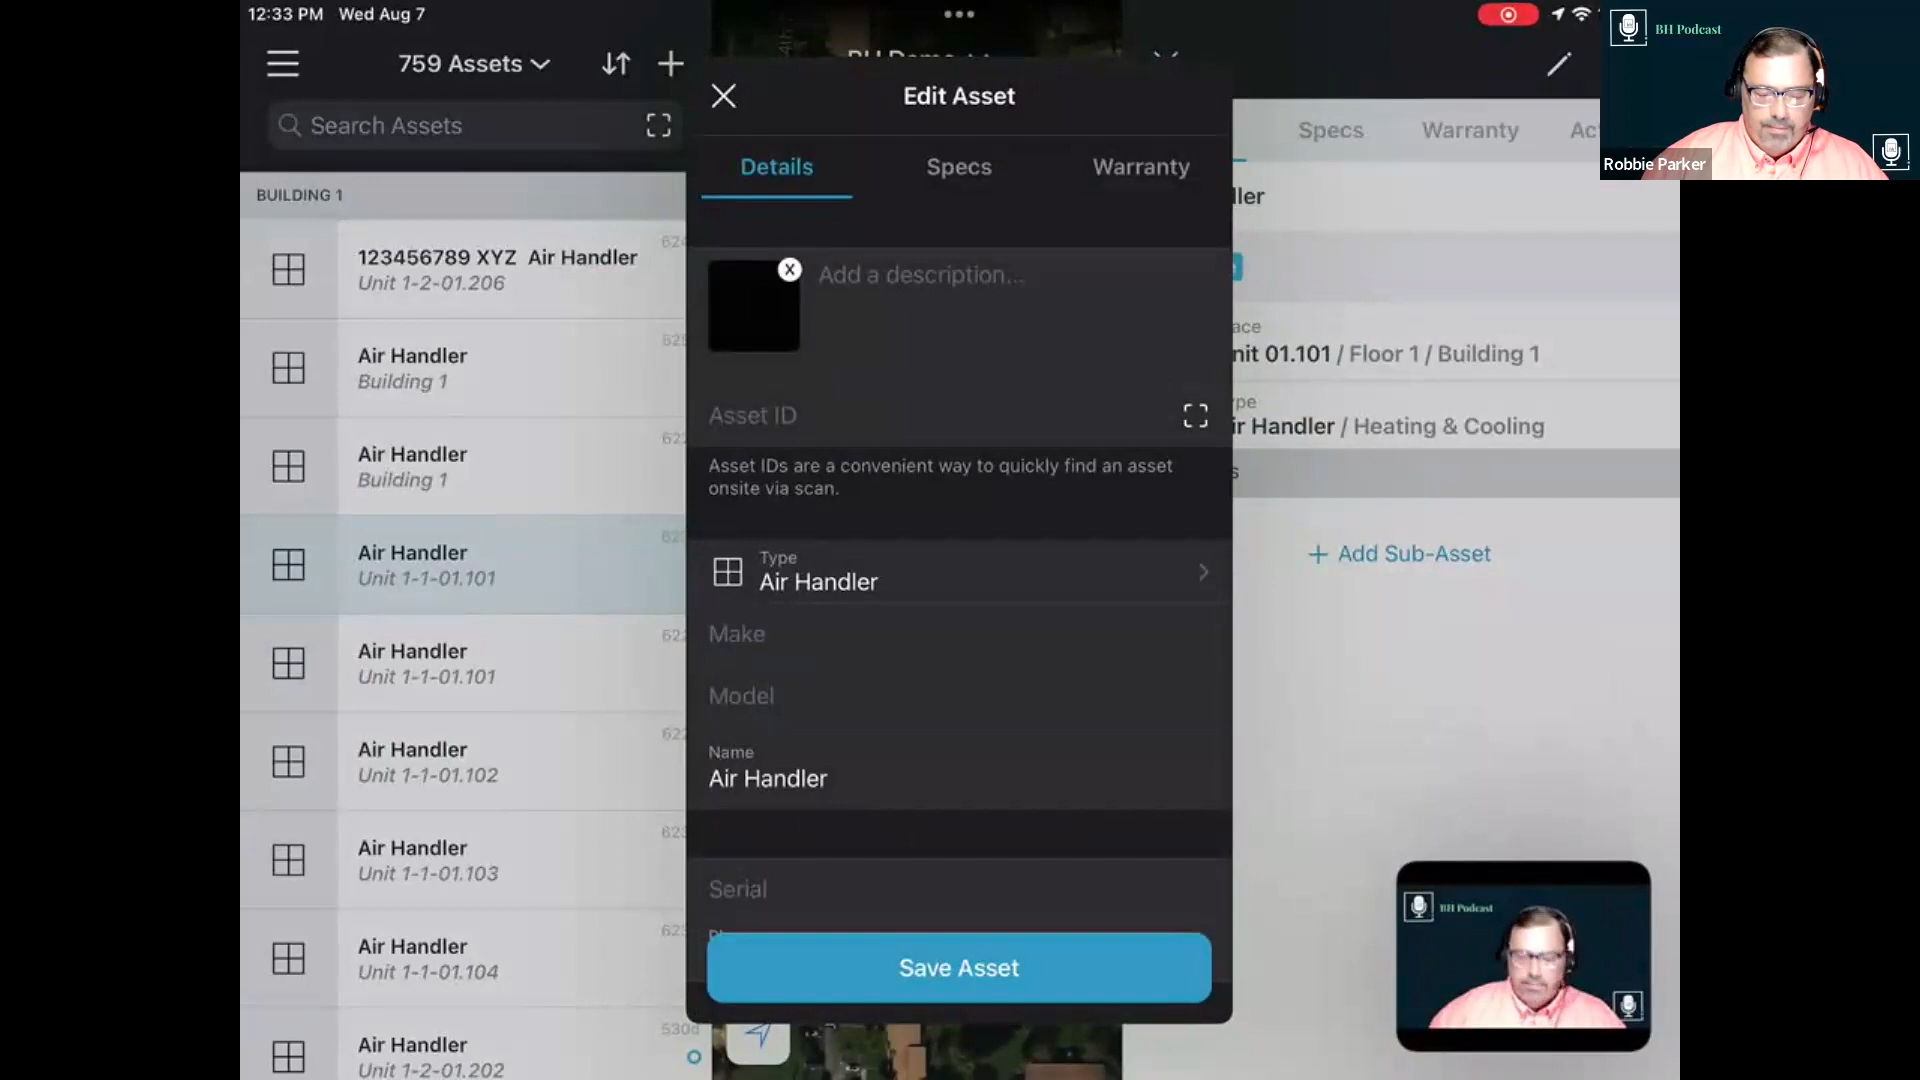 12:33 PM Wed Aug 7
759 Assets
Search Assets
BUILDING 1
123456789 XYZ Air Handler
Unit 1-2-01.206
Air Handler
Building 1
Air Handler
Building 1
Air Handler
Unit 1-1-01.101
Air Handler
Unit 1-1-01.101
Air Handler
Unit 1-1-01.102
Air Handler
Unit 1-1-01.103
Air Handler
Unit 1-1-01.104
530d
Air Handler
Unit 1-2-01.202
Edit Asset
Details Specs Warranty
Add a description...
Asset ID
Asset IDs are a convenient way to quickly find an asset
onsite via scan.
Type
Air Handler
Make
Model
Name
Air Handler
Serial
Save Asset
Specs Warranty
01.101 / Floor 1 / Building 1
Handler / Heating & Cooling
+ Add Sub-Asset
BH Podcast
Robbie Parker
BH Podcast